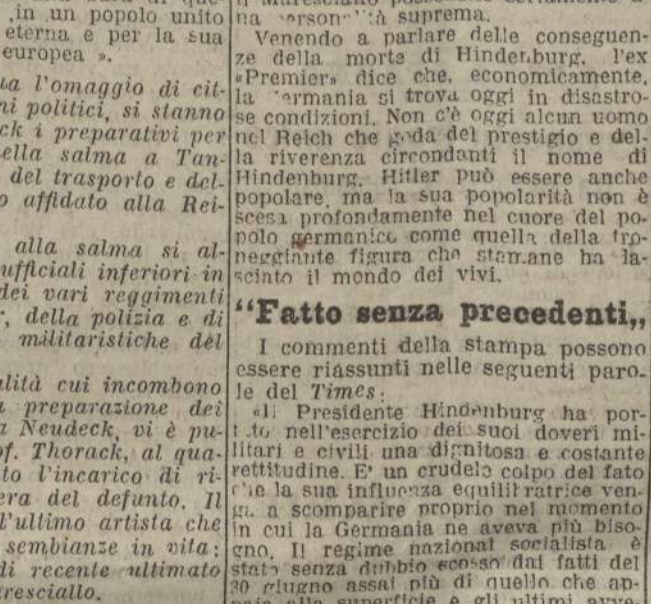 in un popolo unito
eterna e per la sua
europea ».
l'omaggio di cit-
ni politici, si stanno
ck i preparativi per
ella salma a Tan-
del trasporto e del-
o affidato alla Rei-
alla salma si al-
ufficiali inferiori in
dei vari reggimenti
della polizia e di
militaristiche del
alità cui incombono
preparazione dei
a Neudeck, vi è pu-
of. Thorack, al qua-
to l'incarico di ri-
era del defunto. Il
l'ultimo artista che
sembianze in vita:
di recente ultimato
resciallo.
suprema.
Venendo a parlare delle conseguen-
ze della morte di Hindenburg, l'ex
«Premier» dice che, economicamente,
la Germania si trova oggi in disastro-
se condizioni. Non c'è oggi alcun uomo
nel Reich che goda del prestigio e del-
la riverenza circondanti il nome di
Hindenburg. Hitler può essere anche
popolare, ma la sua popolarità non è
scesa profondamente nel cuore del po-
polo germanico come quella della tro-
neggiante figura che stamane ha la-
sciato il mondo dei vivi.
“Fatto senza precedenti„
I commenti della stampa possono
essere riassunti nelle seguenti paro-
le del Times:
«Il Presidente Hindenburg ha por-
tato nell'esercizio dei suoi doveri mi-
litari e civili una dignitosa e costante
rettitudine. E' un crudele colpo del fato
che la sua influenza equilibratrice ven-
ga a scomparire proprio nel momento
in cui la Germania ne aveva più biso-
gno. Il regime nazional socialista è
stato senza dubbio scosso dai fatti del
30 giugno assai più di quello che ap-
alla superficie e gli ultimi avve-